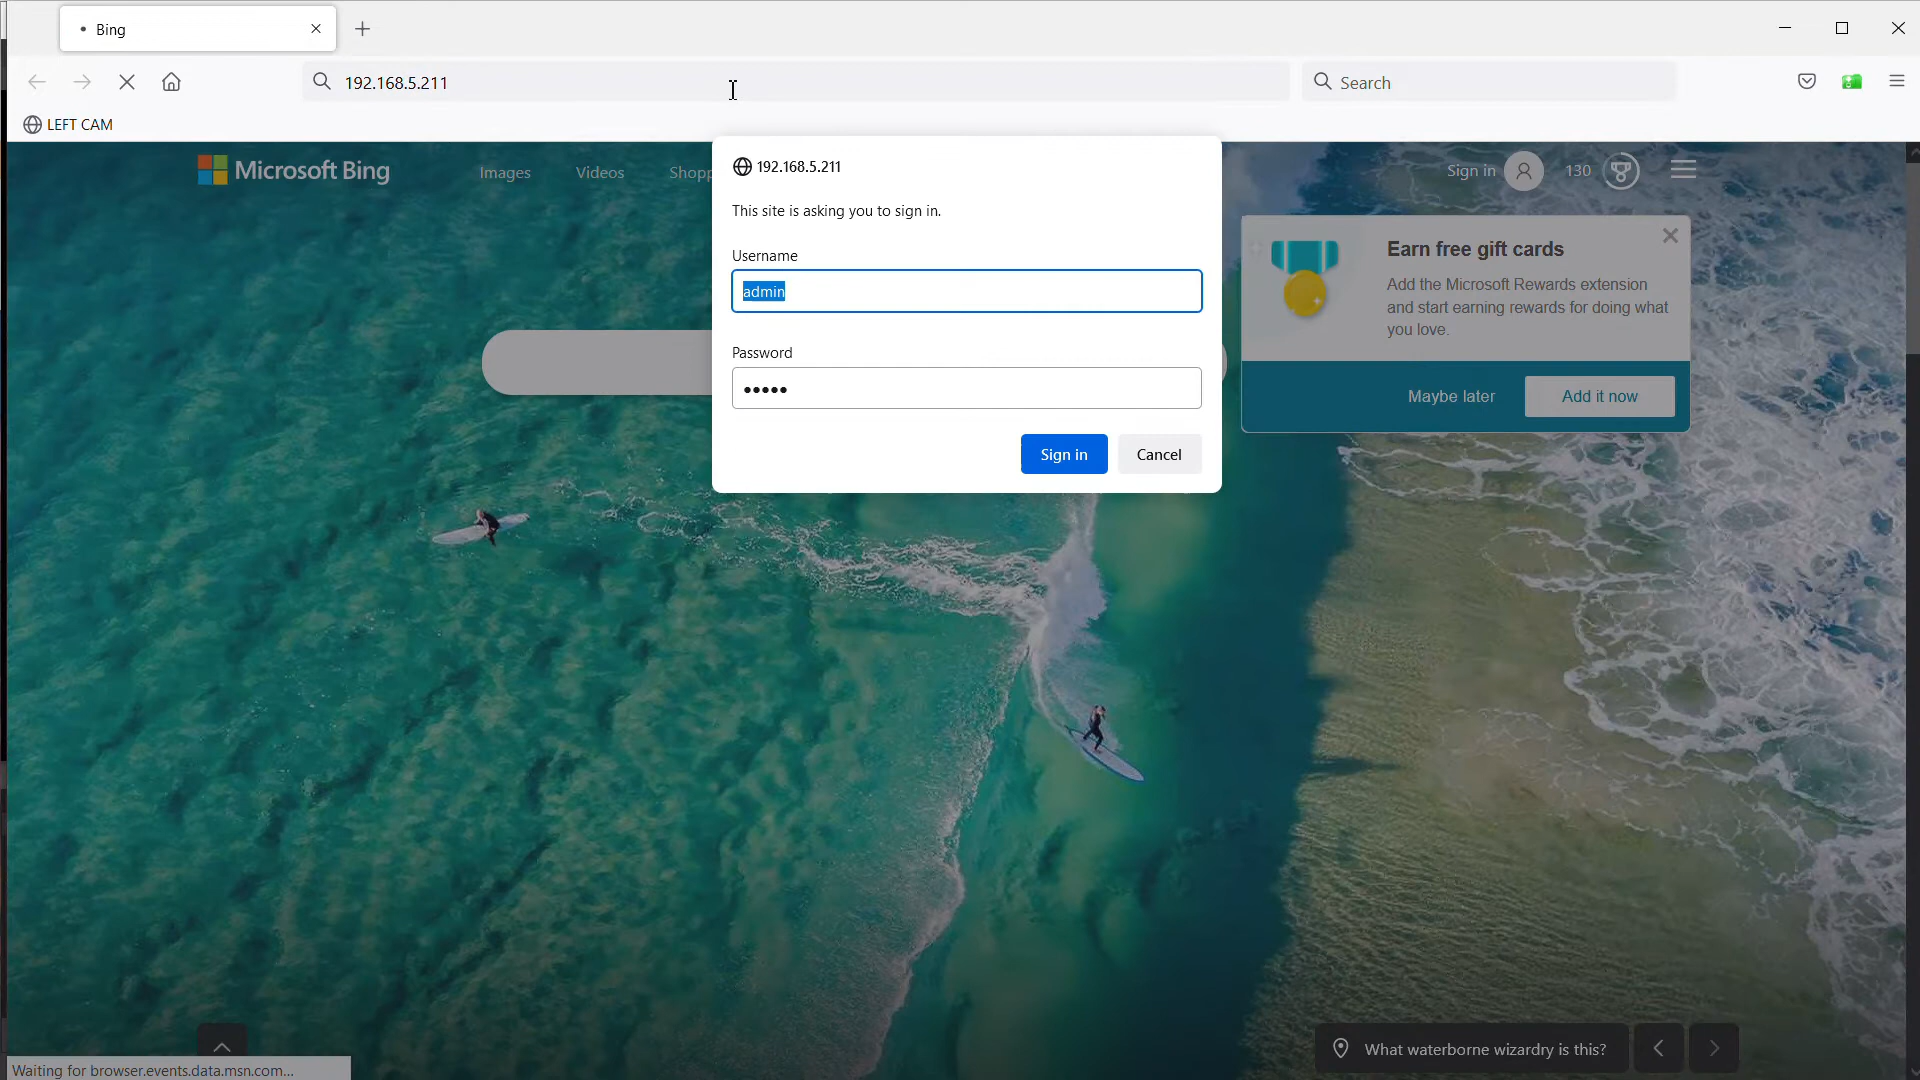 Bing
192.168.5.211
Search
LEFT CAM
Microsoft Bing
Images
Videos
Shopp
Sign in
130
192.168.5.211
This site is asking you to sign in.
Username
admin
Password
•••••
Sign in
Cancel
Earn free gift cards
Add the Microsoft Rewards extension
and start earning rewards for doing what
you love.
Maybe later
Add it now
What waterborne wizardry is this?
Waiting for browser.events.data.msn.com...